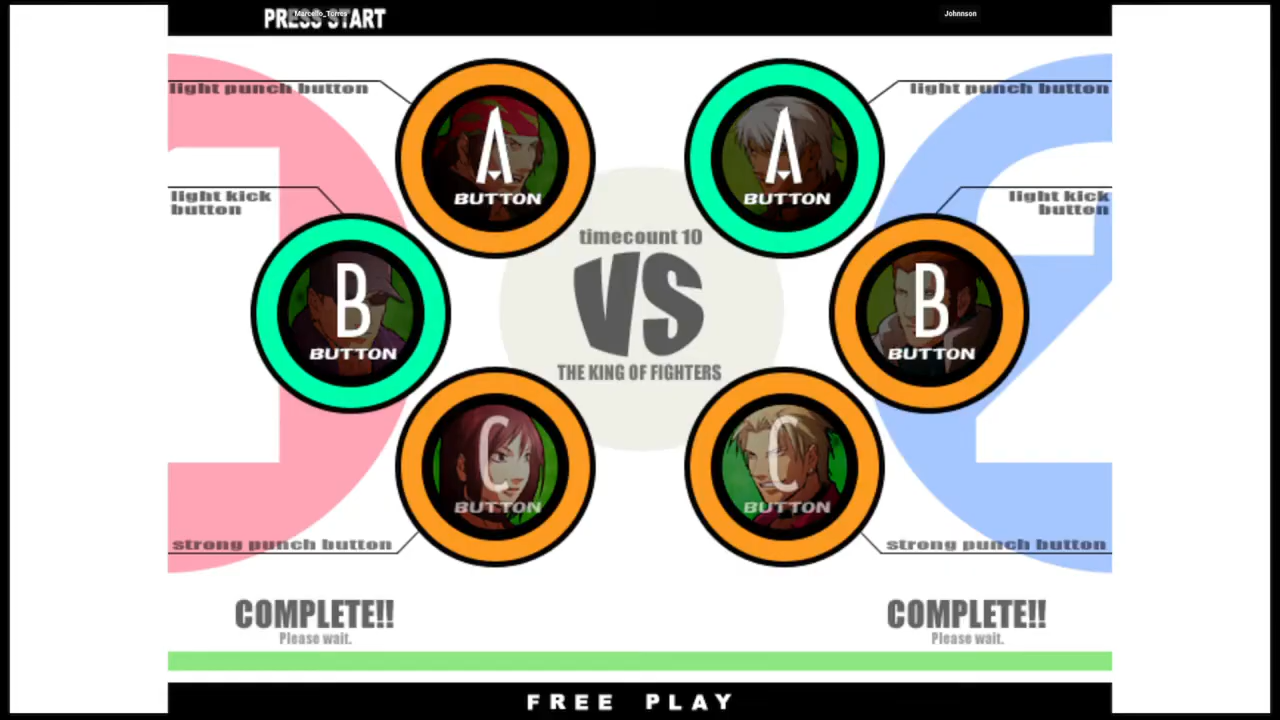 PRESS START
Marcello_Torres
Johnnson
light punch button
light punch button
A
BUTTON
A
BUTTON
light kick
button
light kick
button
timecount 10
VS
THE KING OF FIGHTERS
B
BUTTON
B
BUTTON
C
BUTTON
C
BUTTON
strong punch button
strong punch button
COMPLETE!!
Please wait.
COMPLETE!!
Please wait.
FREE PLAY